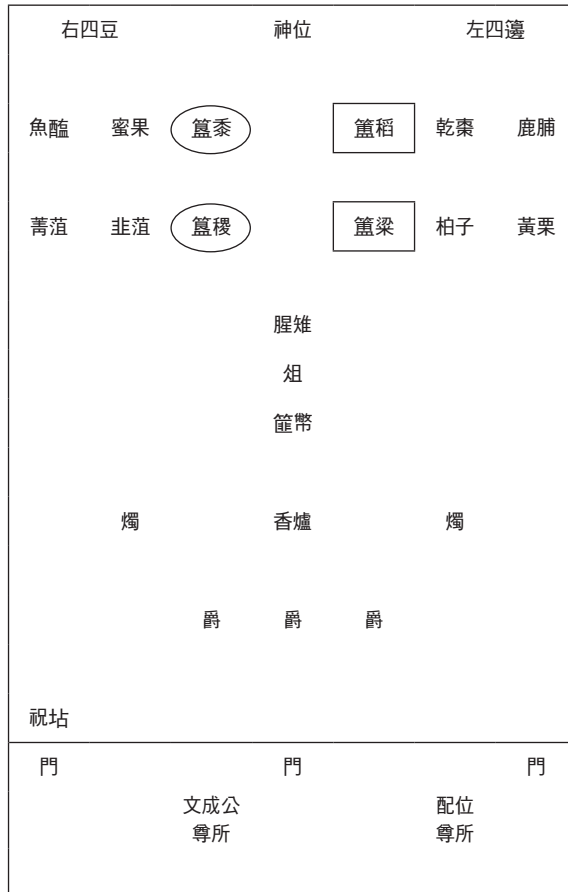 右四豆 神位 左四籩
魚醢 蜜果 簋黍 簠稻 乾棗 鹿脯
菁菹 韭菹 簋稷 簠粱 柏子 黃栗
腥雉
俎
篚幣
燭 香爐 燭
爵 爵 爵
祝坫
門 門 門
文成公 配位
尊所 尊所